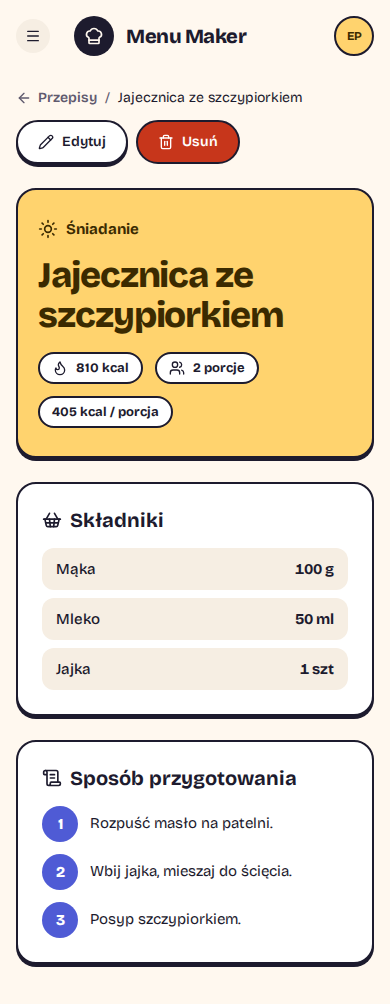 Menu Maker
EP
Przepisy / Jajecznica ze szczypiorkiem
Edytuj
Usuń
Śniadanie
Jajecznica ze
szczypiorkiem
810 kcal
2 porcje
405 kcal / porcja
Składniki
Mąka 100 g
Mleko 50 ml
Jajka 1 szt
Sposób przygotowania
1 Rozpuść masło na patelni.
2 Wbij jajka, mieszaj do ścięcia.
3 Posyp szczypiorkiem.